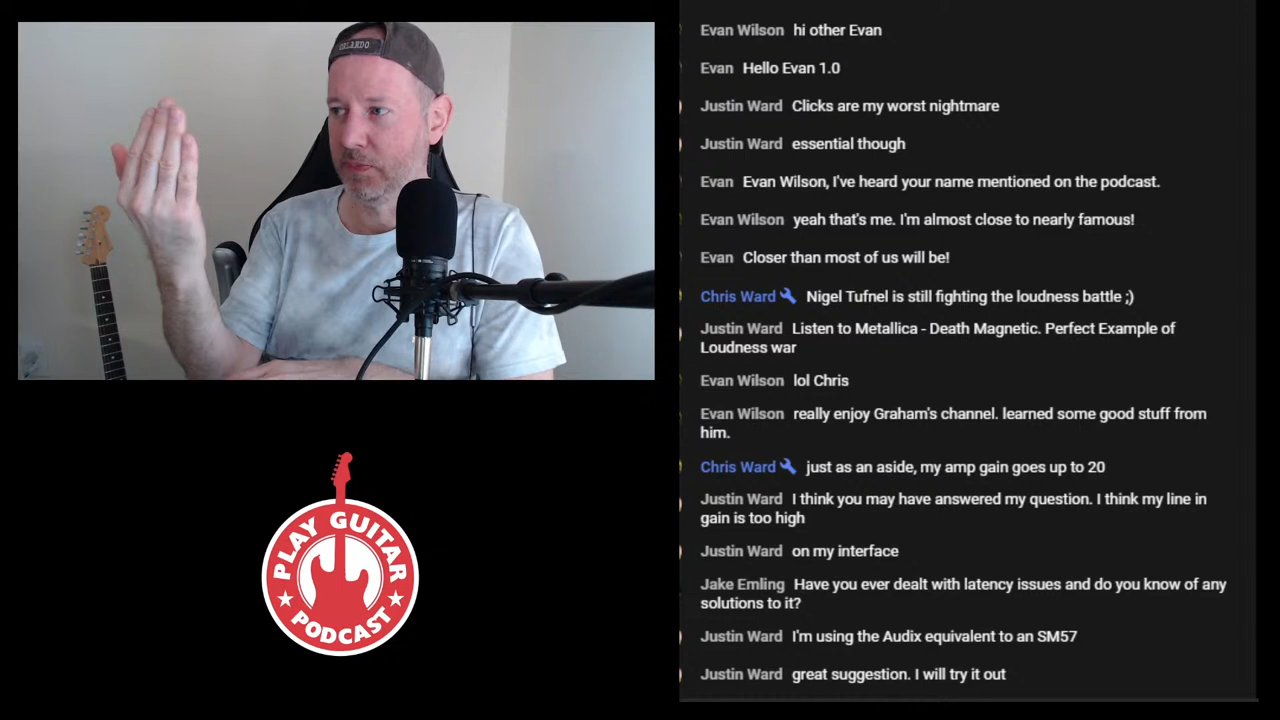 ORLANDO
PLAY GUITAR
PODCAST
Evan Wilson hi other Evan
Evan Hello Evan 1.0
Justin Ward Clicks are my worst nightmare
Justin Ward essential though
Evan Evan Wilson, I've heard your name mentioned on the podcast.
Evan Wilson yeah that's me. I'm almost close to nearly famous!
Evan Closer than most of us will be!
Chris Ward Nigel Tufnel is still fighting the loudness battle ;)
Justin Ward Listen to Metallica - Death Magnetic. Perfect Example of
Loudness war
Evan Wilson lol Chris
Evan Wilson really enjoy Graham's channel. learned some good stuff from
him.
Chris Ward just as an aside, my amp gain goes up to 20
Justin Ward I think you may have answered my question. I think my line in
gain is too high
Justin Ward on my interface
Jake Emling Have you ever dealt with latency issues and do you know of any
solutions to it?
Justin Ward I'm using the Audix equivalent to an SM57
Justin Ward great suggestion. I will try it out